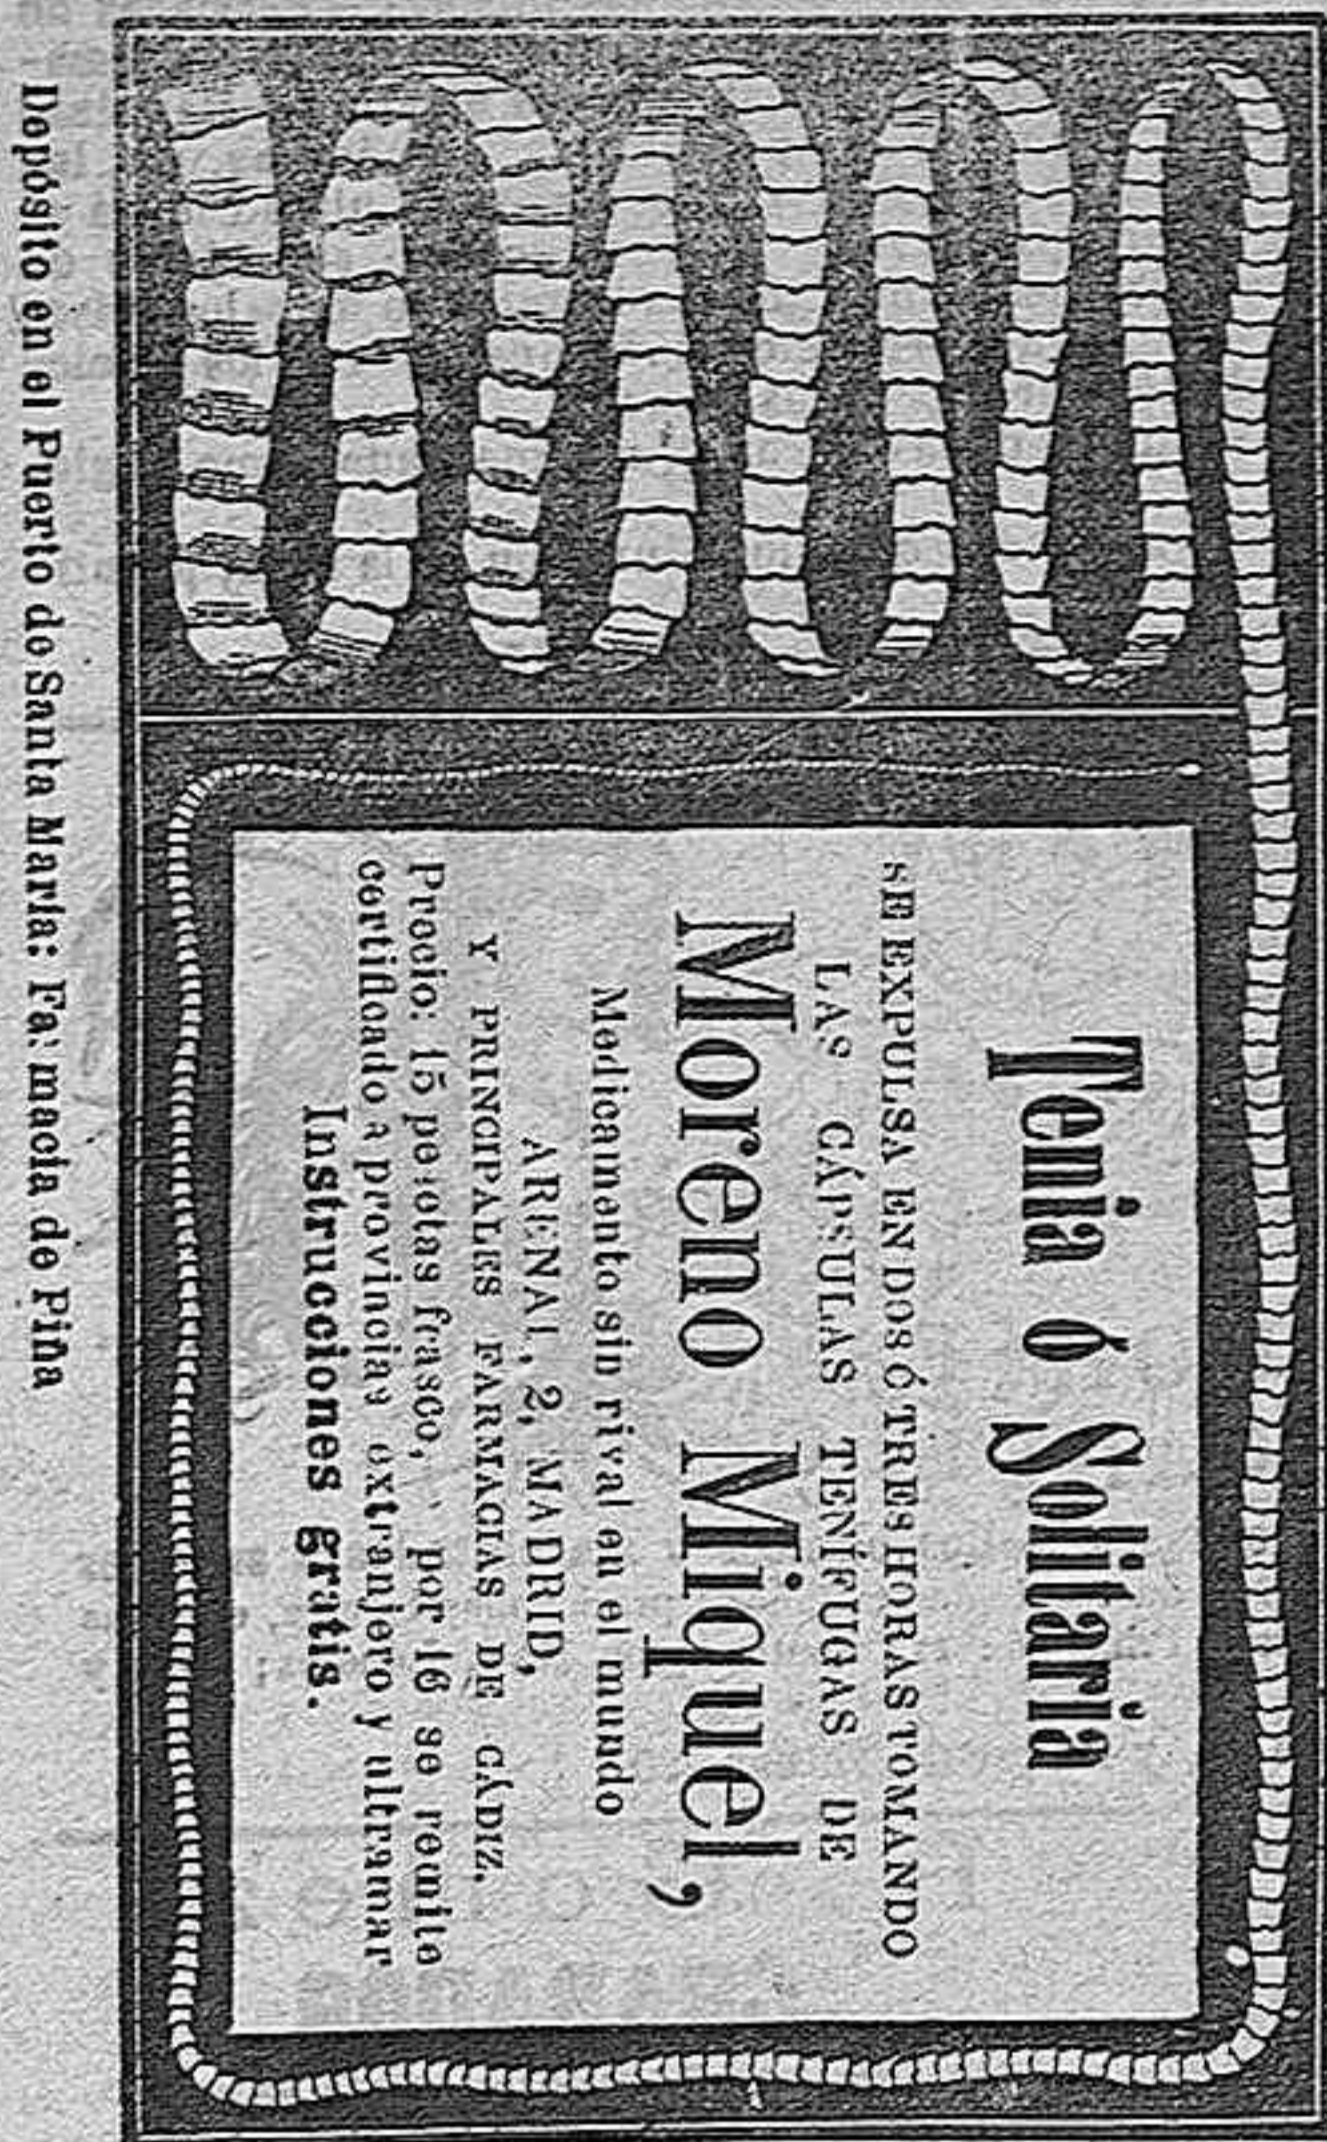 Tenia ó Solitaria
SE EXPULSA EN DOS Ó TRES HORAS TOMANDO
LAS CÁPSULAS TENÍFUGAS DE
Moreno Miquel,
Medicamento sin rival en el mundo
ARENAL, 2, MADRID,
Y PRINCIPALES FARMACIAS DE CÁDIZ.
Precio: 15 pesetas frasco, por 16 se remite
certificado a provincias extranjero y ultramar
Instrucciones gratis.
Depósito en el Puerto de Santa María: Farmacia de Piña